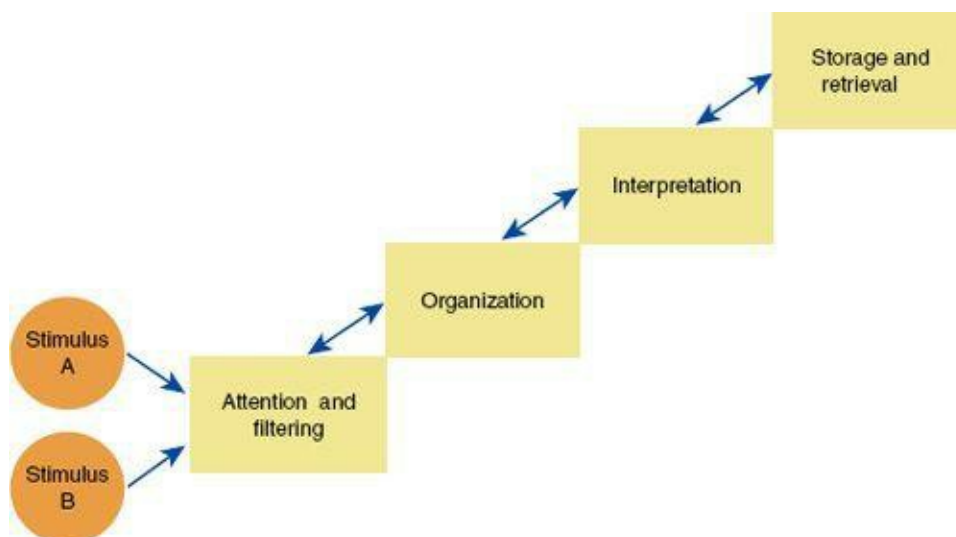 Storage and
retrieval
Interpretation
Organization
Stimulus
A
Attention and
filtering
Stimulus
B